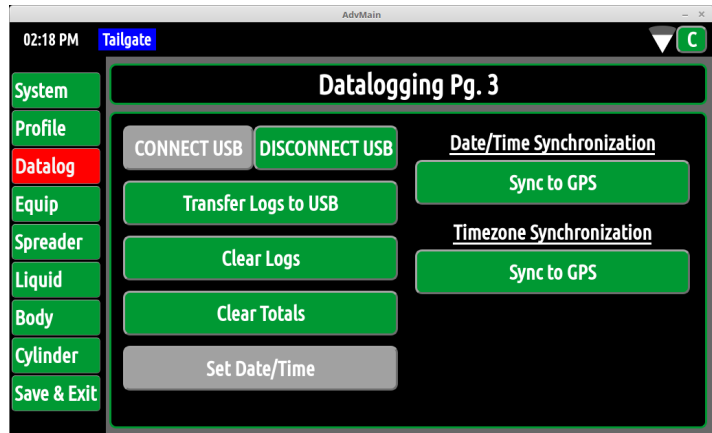 AdvMain
02:18 PM Tailgate C
Datalogging Pg. 3
System
Profile
Datalog
Equip
Spreader
Liquid
Body
Cylinder
Save & Exit
CONNECT USB DISCONNECT USB
Transfer Logs to USB
Clear Logs
Clear Totals
Set Date/Time
Date/Time Synchronization
Sync to GPS
Timezone Synchronization
Sync to GPS